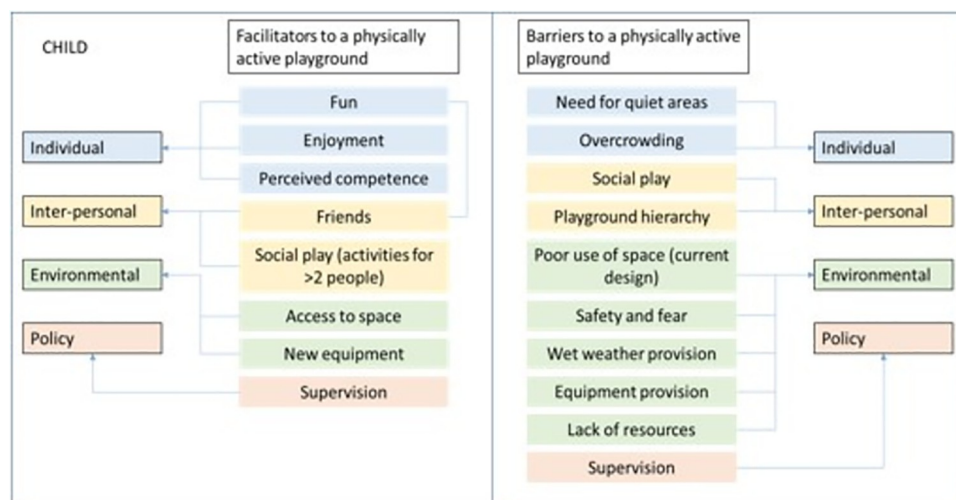 CHILD
Facilitators to a physically
active playground
Fun
Enjoyment
Perceived competence
Friends
Social play (activities for
>2 people)
Access to space
New equipment
Supervision
Individual
Inter-personal
Environmental
Policy
Barriers to a physically active
playground
Need for quiet areas
Overcrowding
Social play
Playground hierarchy
Poor use of space (current
design)
Safety and fear
Wet weather provision
Equipment provision
Lack of resources
Supervision
Individual
Inter-personal
Environmental
Policy